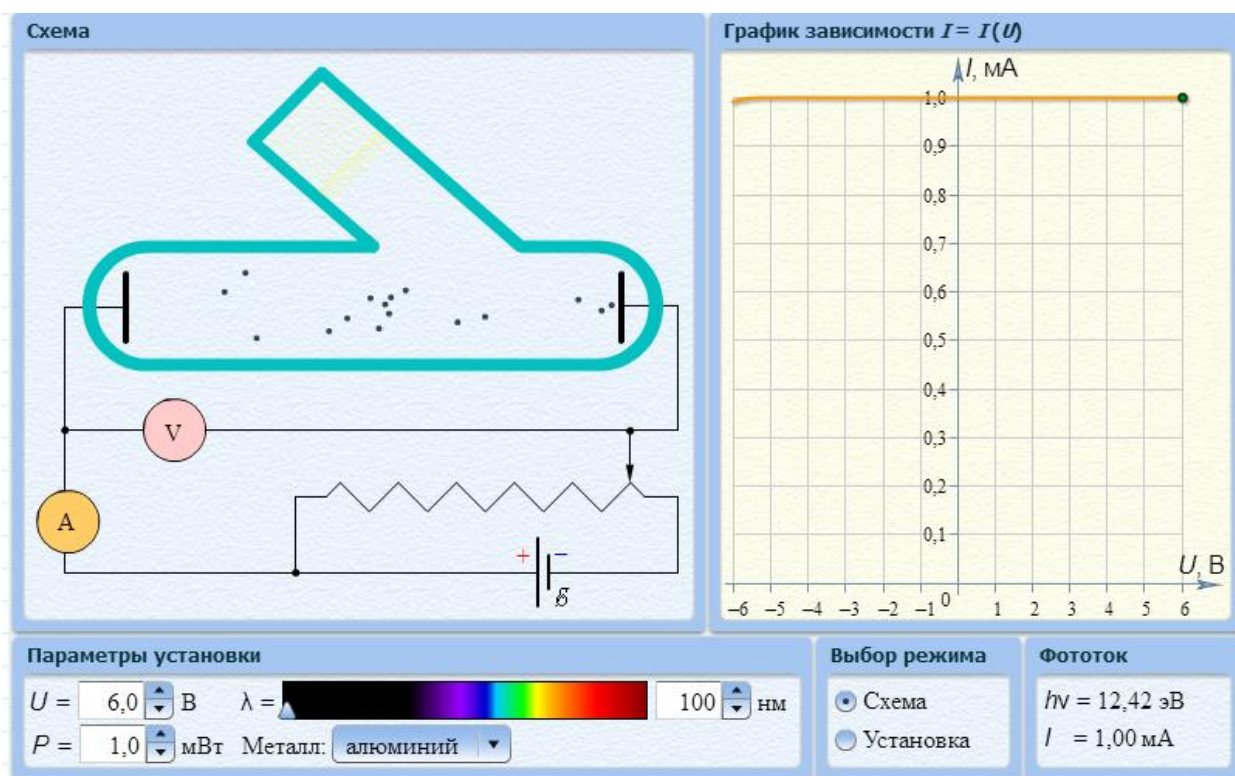 Схема
График зависимости I = I(U)
I, мА
1,0
0,9
0,8
0,7
0,6
0,5
0,4
0,3
0,2
0,1
U, В
–6 –5 –4 –3 –2 –1 0 1 2 3 4 5 6
V
A
+ –
ℰ
Параметры установки
U = 6,0 В λ = 100 нм
P = 1,0 мВт Металл: алюминий
Выбор режима
Схема
Установка
Фототок
hν = 12,42 эВ
I = 1,00 мА